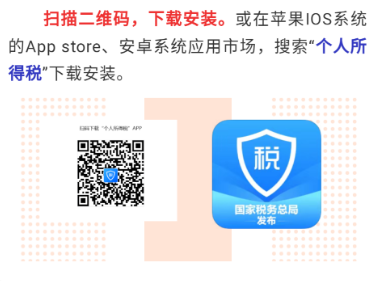 扫描二维码，下载安装。或在苹果IOS系统
的App store、安卓系统应用市场，搜索“个人所
得税”下载安装。
扫码下载“个人所得税”APP
税
税
国家税务总局
发布